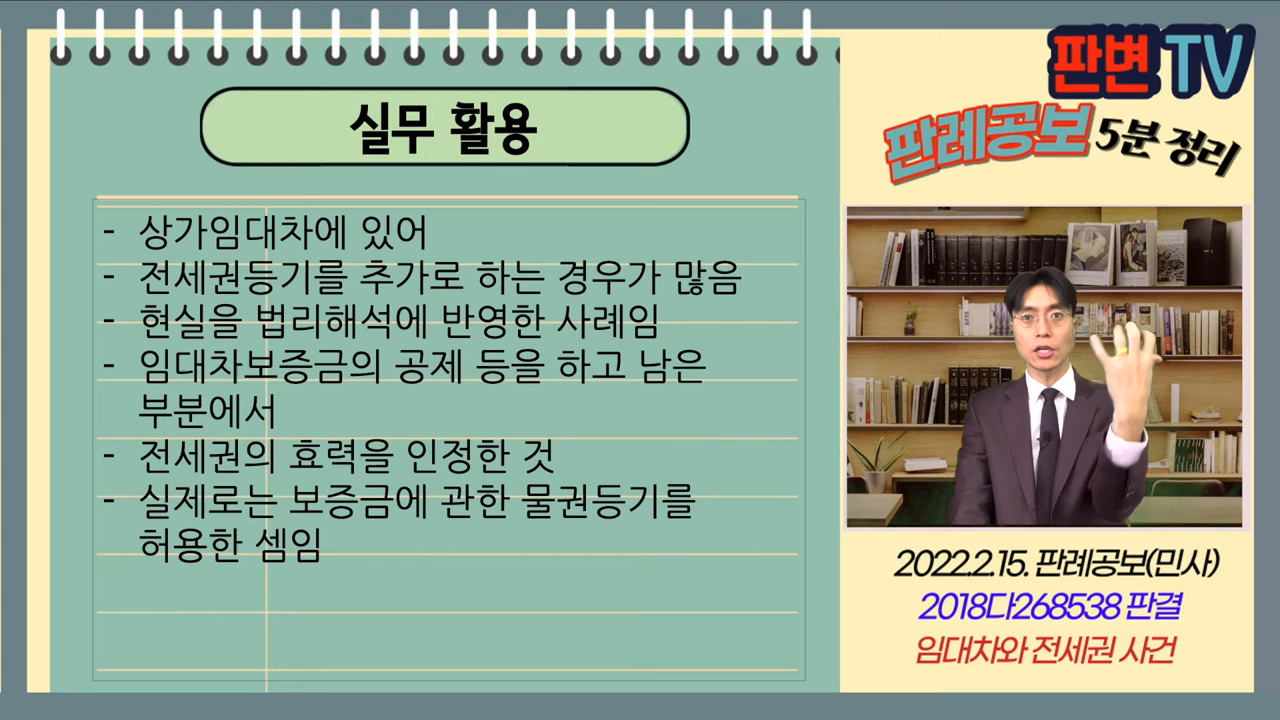 실무 활용
- 상가임대차에 있어
- 전세권등기를 추가로 하는 경우가 많음
- 현실을 법리해석에 반영한 사례임
- 임대차보증금의 공제 등을 하고 남은
부분에서
- 전세권의 효력을 인정한 것
- 실제로는 보증금에 관한 물권등기를
허용한 셈임
판변 TV
판례공보 5분 정리
2022.2.15. 판례공보(민사)
2018다268538 판결
임대차와 전세권 사건